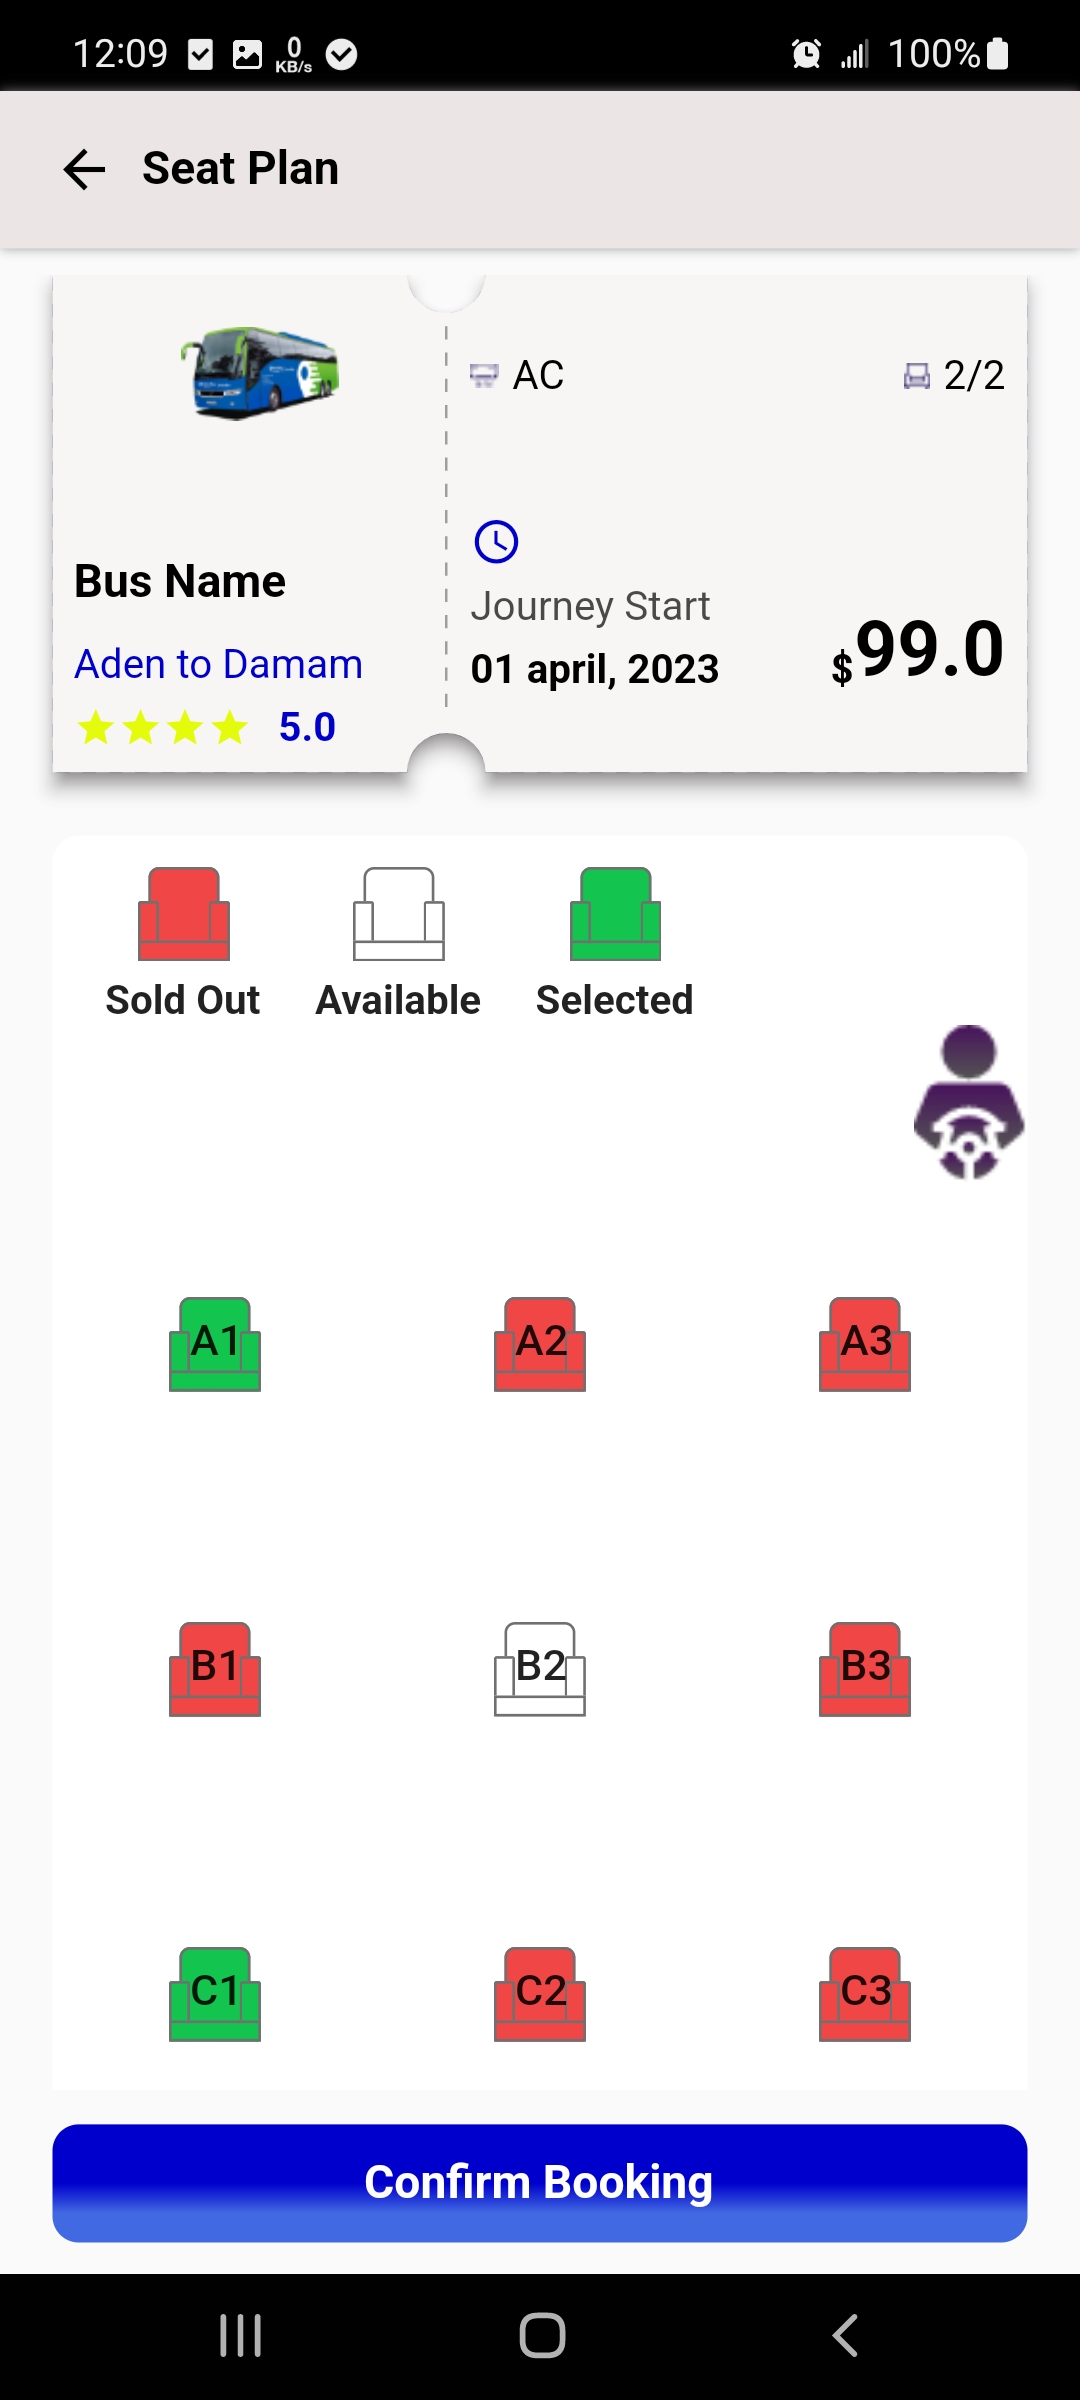 12:09 0 KB/s 100%
Seat Plan
AC 2/2
Bus Name
Aden to Damam
5.0
Journey Start
01 april, 2023
$99.0
Sold Out Available Selected
A1 A2 A3
B1 B2 B3
C1 C2 C3
Confirm Booking